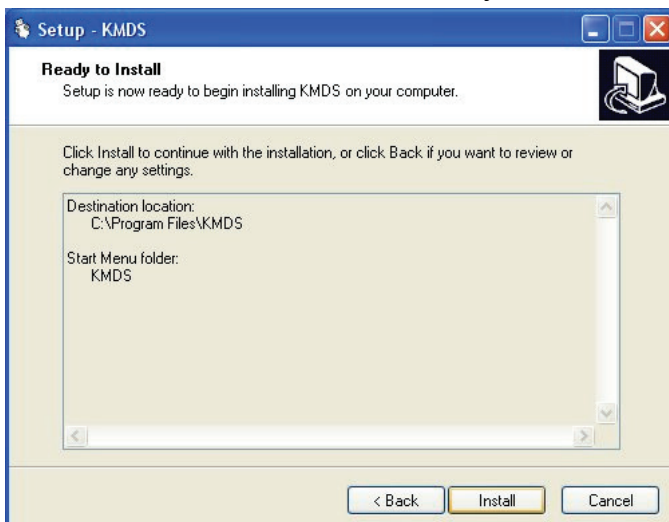 Setup - KMDS
Ready to Install
Setup is now ready to begin installing KMDS on your computer.
Click Install to continue with the installation, or click Back if you want to review or
change any settings.
Destination location:
C:\Program Files\KMDS
Start Menu folder:
KMDS
< Back
Install
Cancel